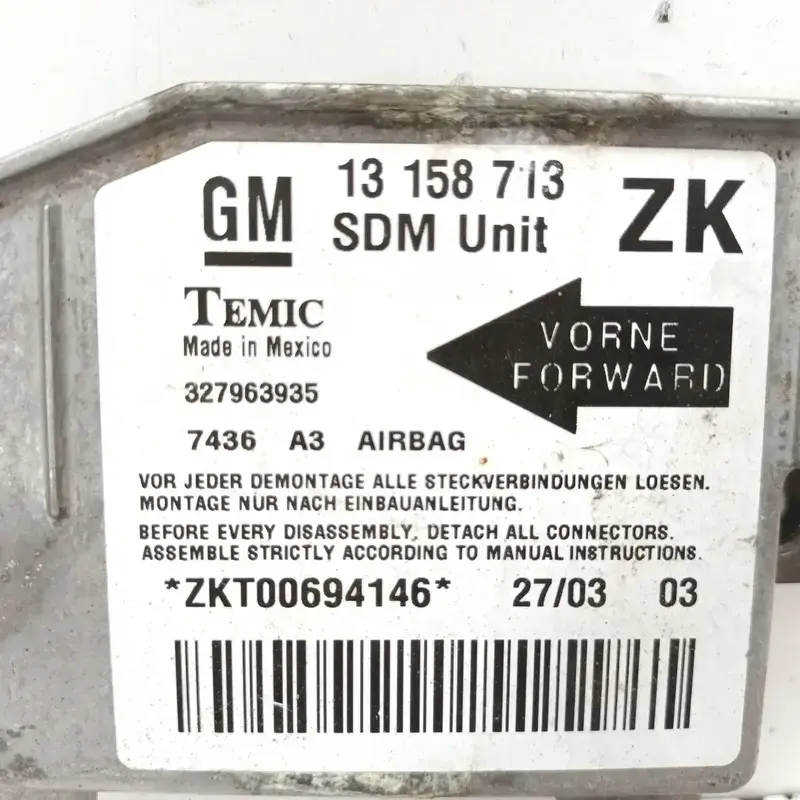 GM 13 158 713 ZK
SDM Unit
TEMIC
Made in Mexico
327963935
VORNE
FORWARD
7436 A3 AIRBAG
VOR JEDER DEMONTAGE ALLE STECKVERBINDUNGEN LOESEN.
MONTAGE NUR NACH EINBAUANLEITUNG.
BEFORE EVERY DISASSEMBLY, DETACH ALL CONNECTORS.
ASSEMBLE STRICTLY ACCORDING TO MANUAL INSTRUCTIONS.
*ZKT00694146* 27/03 03